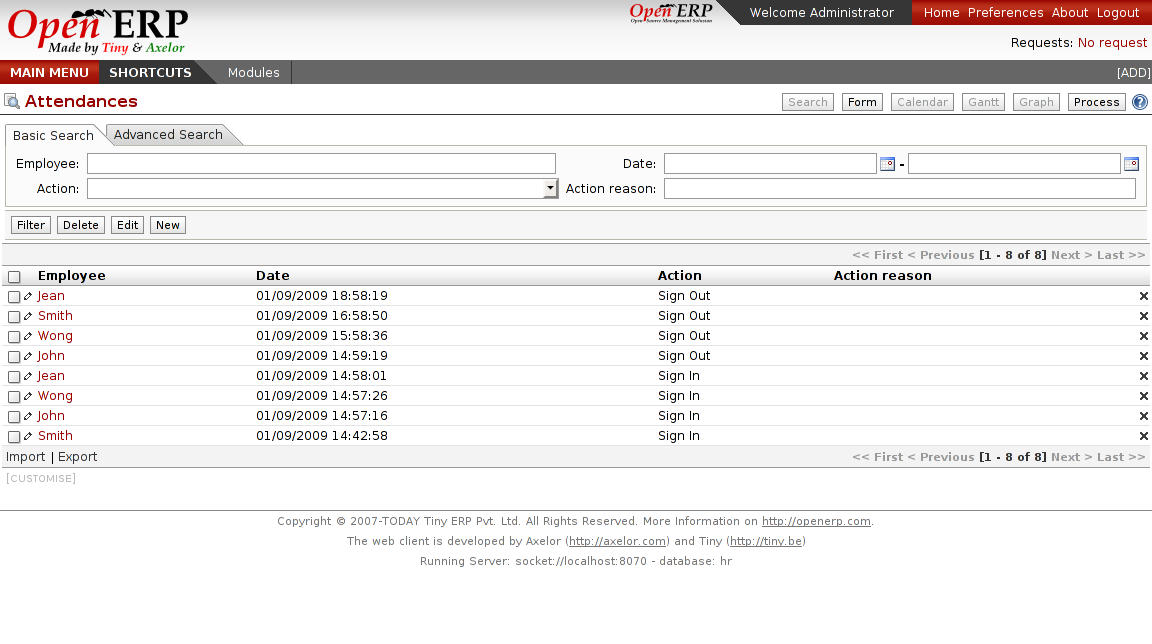 Open ERP
Made by Tiny & Axelor
Open ERP
Open Source Management Solution
Welcome Administrator
Home Preferences About Logout
Requests: No request
MAIN MENU SHORTCUTS Modules [ADD]
Attendances
Search Form Calendar Gantt Graph Process ?
Basic Search Advanced Search
Employee: Date: -
Action: Action reason:
Filter Delete Edit New
<< First < Previous [1 - 8 of 8] Next > Last >>
Employee Date Action Action reason
Jean 01/09/2009 18:58:19 Sign Out
Smith 01/09/2009 16:58:50 Sign Out
Wong 01/09/2009 15:58:36 Sign Out
John 01/09/2009 14:59:19 Sign Out
Jean 01/09/2009 14:58:01 Sign In
Wong 01/09/2009 14:57:26 Sign In
John 01/09/2009 14:57:16 Sign In
Smith 01/09/2009 14:42:58 Sign In
Import | Export << First < Previous [1 - 8 of 8] Next > Last >>
[CUSTOMISE]
Copyright © 2007-TODAY Tiny ERP Pvt. Ltd. All Rights Reserved. More Information on http://openerp.com.
The web client is developed by Axelor (http://axelor.com) and Tiny (http://tiny.be)
Running Server: socket://localhost:8070 - database: hr